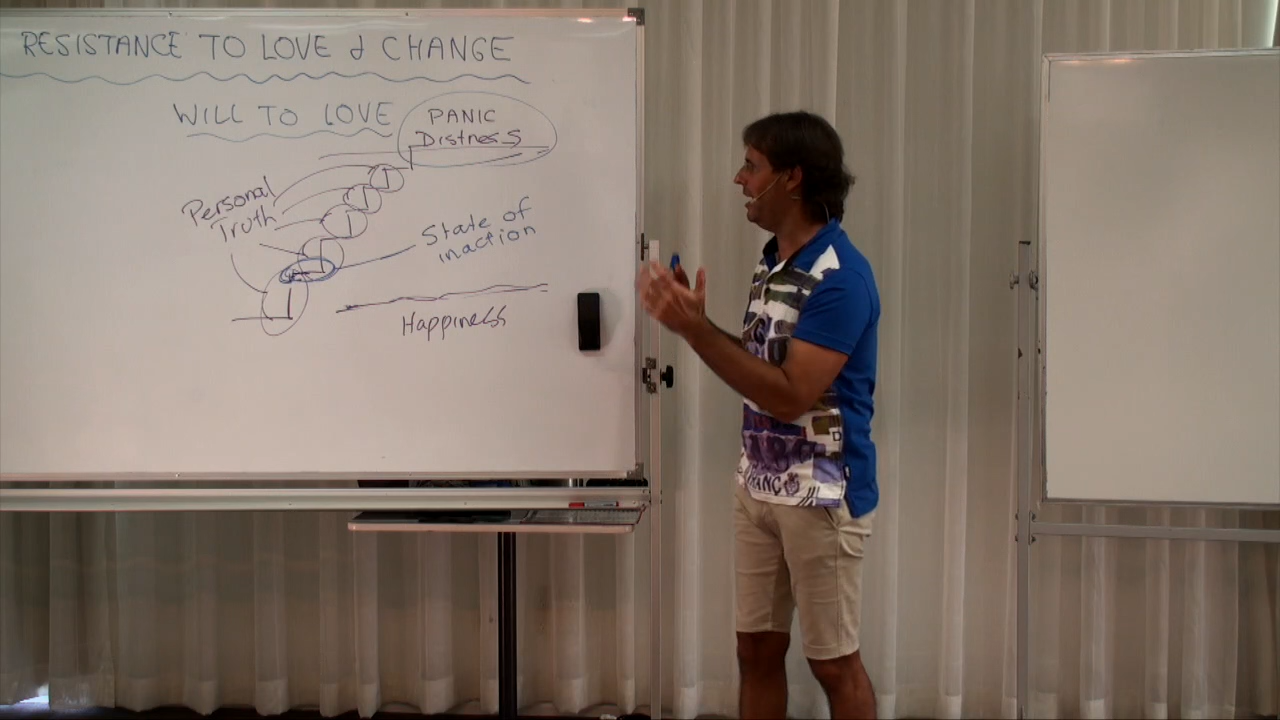 RESISTANCE TO LOVE & CHANGE
WILL TO LOVE
PANIC
Distress
Personal
Truth
State of
inaction
Happiness